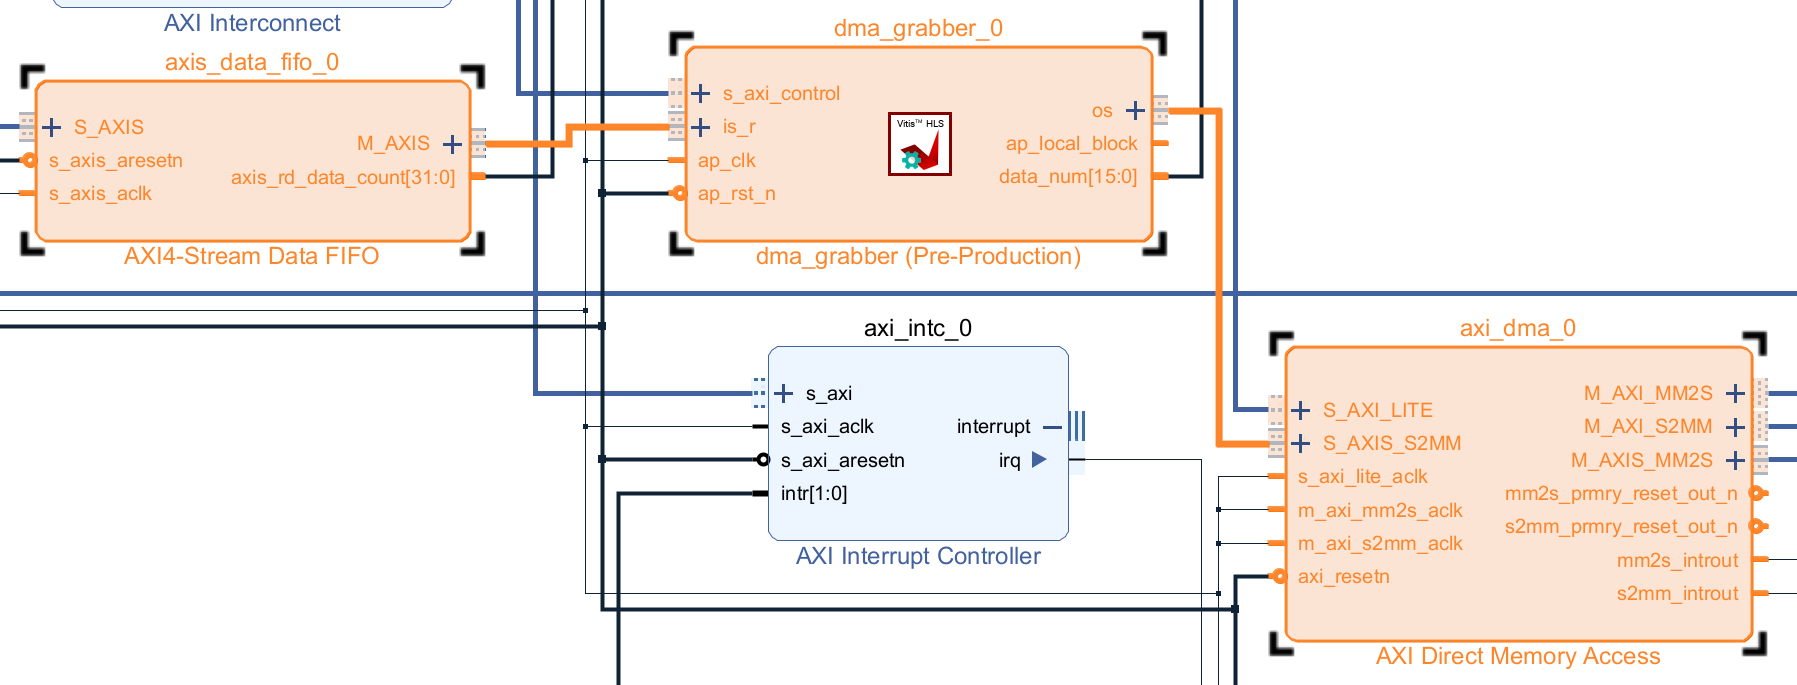 AXI Interconnect
axis_data_fifo_0
S_AXIS
s_axis_aresetn
s_axis_aclk
M_AXIS
axis_rd_data_count[31:0]
AXI4-Stream Data FIFO
dma_grabber_0
s_axi_control
is_r
ap_clk
ap_rst_n
Vitis™ HLS
os
ap_local_block
data_num[15:0]
dma_grabber (Pre-Production)
axi_intc_0
s_axi
s_axi_aclk
s_axi_aresetn
intr[1:0]
interrupt
irq
AXI Interrupt Controller
axi_dma_0
S_AXI_LITE
S_AXIS_S2MM
s_axi_lite_aclk
m_axi_mm2s_aclk
m_axi_s2mm_aclk
axi_resetn
M_AXI_MM2S
M_AXI_S2MM
M_AXIS_MM2S
mm2s_prmry_reset_out_n
s2mm_prmry_reset_out_n
mm2s_introut
s2mm_introut
AXI Direct Memory Access